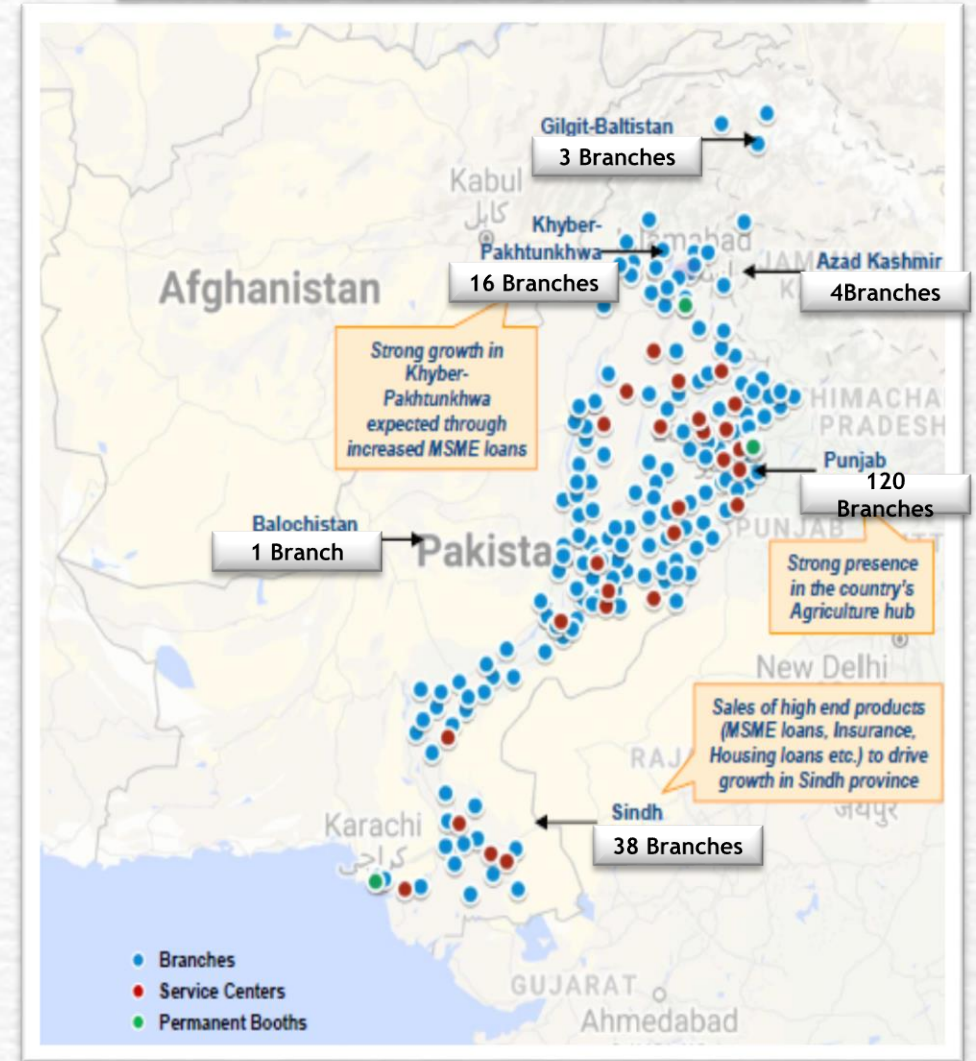 Gilgit-Baltistan
3 Branches
Kabul
کابل
Khyber-
Pakhtunkhwa
16 Branches
Azad Kashmir
4Branches
Afghanistan
Strong growth in
Khyber-
Pakhtunkhwa
expected through
increased MSME loans
HIMACHA
PRADESH
Punjab
120
Branches
PUNJAB
Balochistan
1 Branch
Pakista
Strong presence
in the country's
Agriculture hub
New Delhi
Sales of high end products
(MSME loans, Insurance,
Housing loans etc.) to drive
growth in Sindh province
RAJ
जयपुर
Sindh
38 Branches
Karachi
کراچی
Branches
Service Centers
Permanent Booths
GUJARAT
Ahmedabad